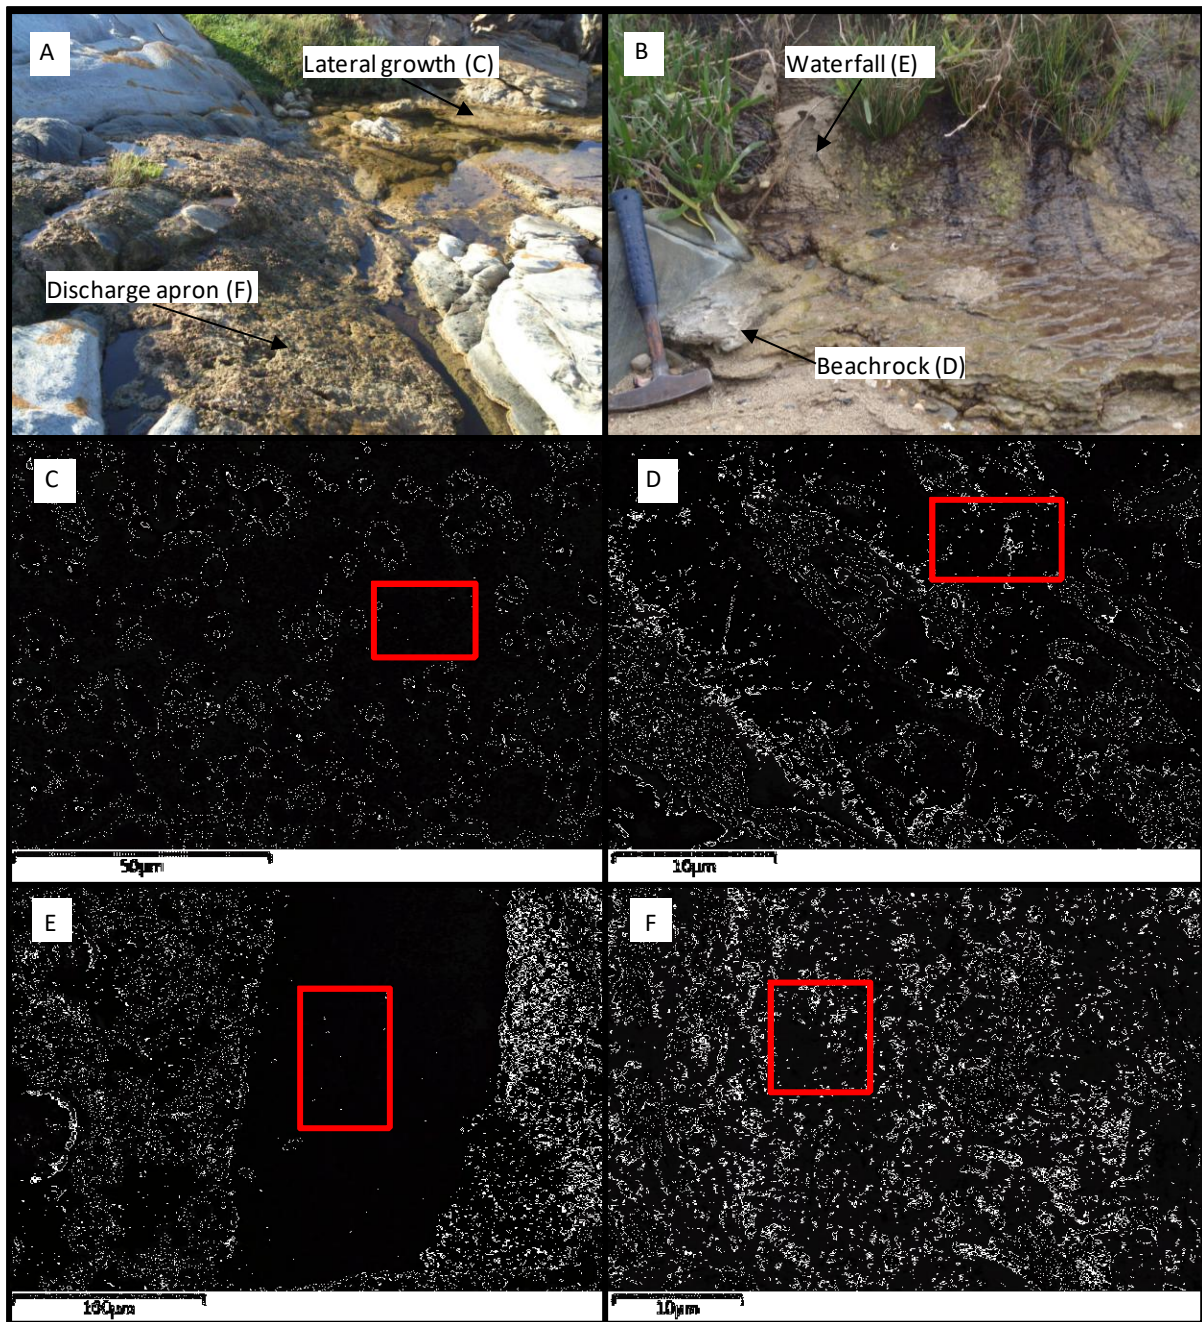 A
Lateral growth (C)
Discharge apron (F)
B
Waterfall (E)
Beachrock (D)
C
50µm
D
10µm
E
100µm
F
10µm